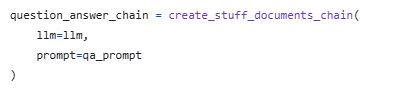 question_answer_chain = create_stuff_documents_chain(
    llm=llm,
    prompt=qa_prompt
)